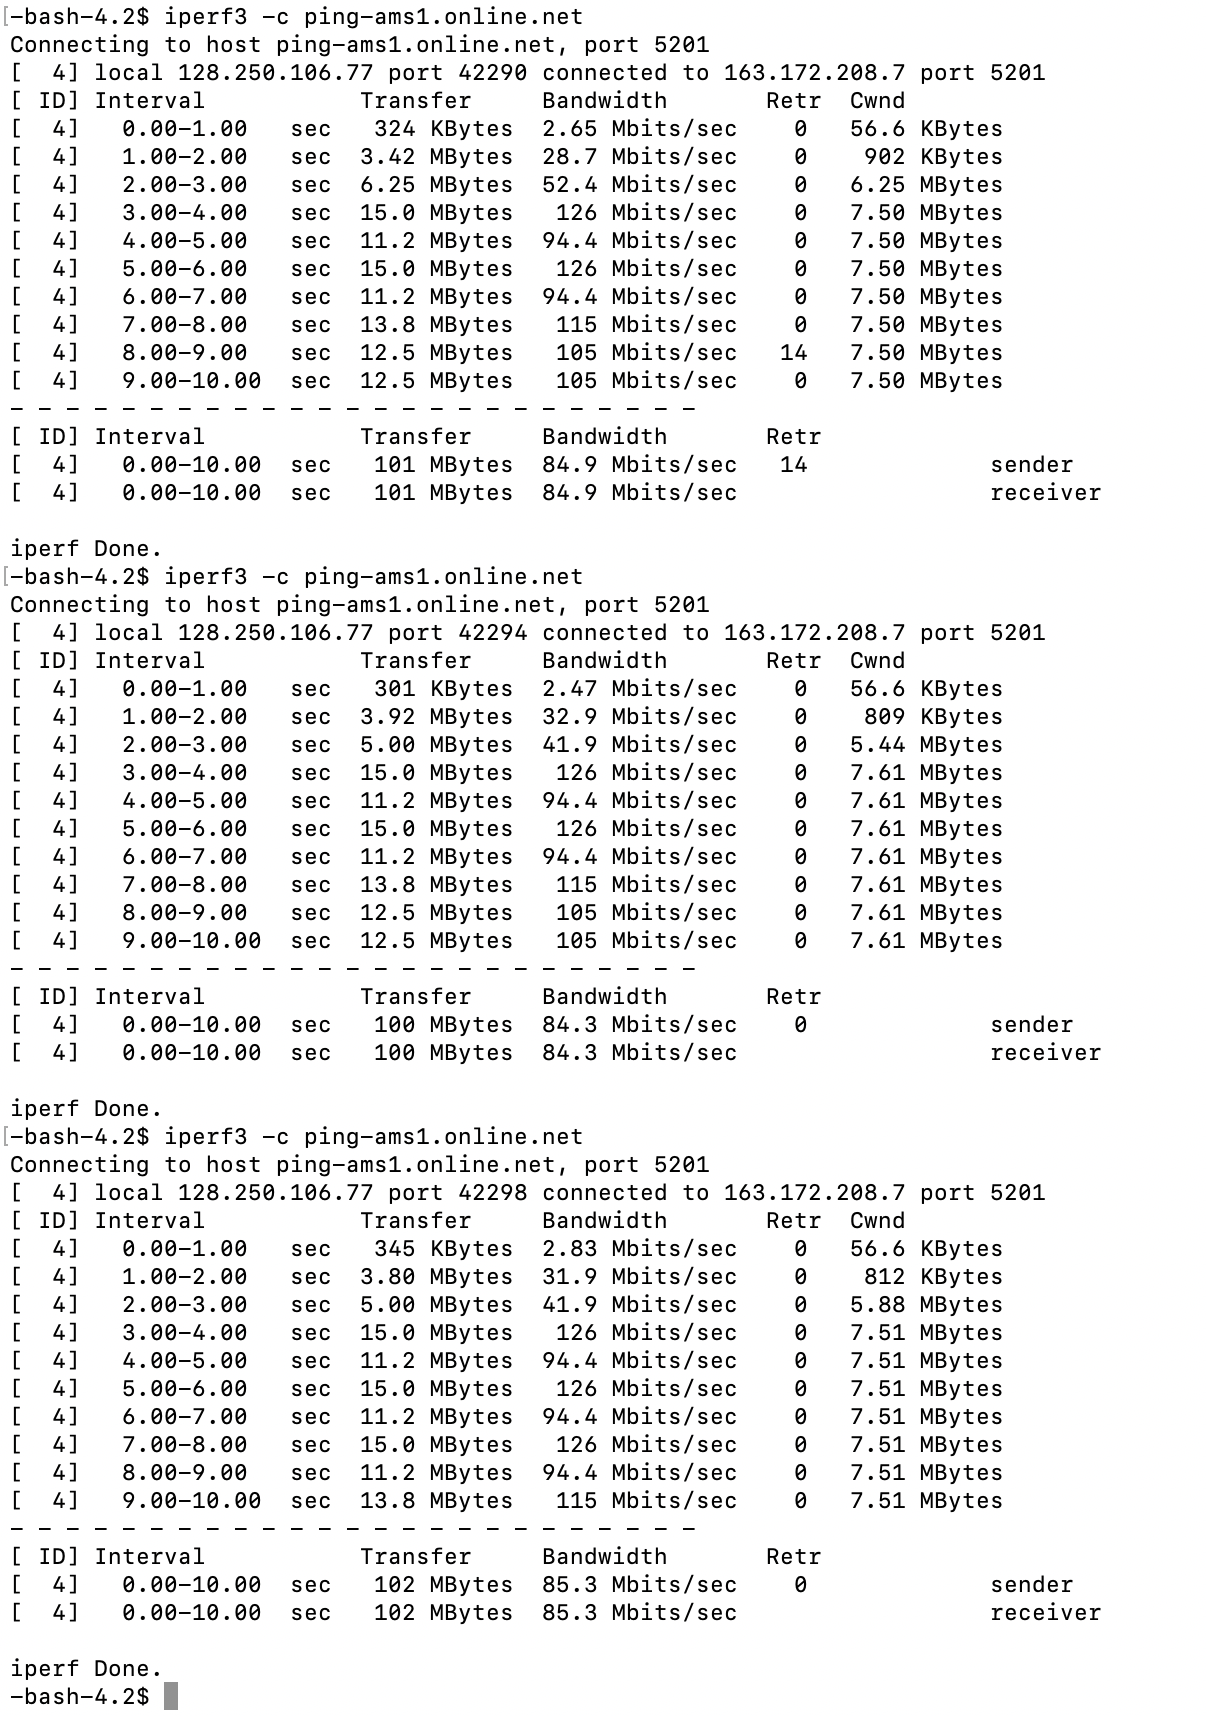 [-bash-4.2$ iperf3 -c ping-ams1.online.net
Connecting to host ping-ams1.online.net, port 5201
[  4] local 128.250.106.77 port 42290 connected to 163.172.208.7 port 5201
[ ID] Interval           Transfer     Bandwidth       Retr  Cwnd
[  4]   0.00-1.00   sec   324 KBytes  2.65 Mbits/sec    0   56.6 KBytes
[  4]   1.00-2.00   sec  3.42 MBytes  28.7 Mbits/sec    0    902 KBytes
[  4]   2.00-3.00   sec  6.25 MBytes  52.4 Mbits/sec    0   6.25 MBytes
[  4]   3.00-4.00   sec  15.0 MBytes   126 Mbits/sec    0   7.50 MBytes
[  4]   4.00-5.00   sec  11.2 MBytes  94.4 Mbits/sec    0   7.50 MBytes
[  4]   5.00-6.00   sec  15.0 MBytes   126 Mbits/sec    0   7.50 MBytes
[  4]   6.00-7.00   sec  11.2 MBytes  94.4 Mbits/sec    0   7.50 MBytes
[  4]   7.00-8.00   sec  13.8 MBytes   115 Mbits/sec    0   7.50 MBytes
[  4]   8.00-9.00   sec  12.5 MBytes   105 Mbits/sec   14   7.50 MBytes
[  4]   9.00-10.00  sec  12.5 MBytes   105 Mbits/sec    0   7.50 MBytes
- - - - - - - - - - - - - - - - - - - - - - - - -
[ ID] Interval           Transfer     Bandwidth       Retr
[  4]   0.00-10.00  sec   101 MBytes  84.9 Mbits/sec   14             sender
[  4]   0.00-10.00  sec   101 MBytes  84.9 Mbits/sec                  receiver
iperf Done.
[-bash-4.2$ iperf3 -c ping-ams1.online.net
Connecting to host ping-ams1.online.net, port 5201
[  4] local 128.250.106.77 port 42294 connected to 163.172.208.7 port 5201
[ ID] Interval           Transfer     Bandwidth       Retr  Cwnd
[  4]   0.00-1.00   sec   301 KBytes  2.47 Mbits/sec    0   56.6 KBytes
[  4]   1.00-2.00   sec  3.92 MBytes  32.9 Mbits/sec    0    809 KBytes
[  4]   2.00-3.00   sec  5.00 MBytes  41.9 Mbits/sec    0   5.44 MBytes
[  4]   3.00-4.00   sec  15.0 MBytes   126 Mbits/sec    0   7.61 MBytes
[  4]   4.00-5.00   sec  11.2 MBytes  94.4 Mbits/sec    0   7.61 MBytes
[  4]   5.00-6.00   sec  15.0 MBytes   126 Mbits/sec    0   7.61 MBytes
[  4]   6.00-7.00   sec  11.2 MBytes  94.4 Mbits/sec    0   7.61 MBytes
[  4]   7.00-8.00   sec  13.8 MBytes   115 Mbits/sec    0   7.61 MBytes
[  4]   8.00-9.00   sec  12.5 MBytes   105 Mbits/sec    0   7.61 MBytes
[  4]   9.00-10.00  sec  12.5 MBytes   105 Mbits/sec    0   7.61 MBytes
- - - - - - - - - - - - - - - - - - - - - - - - -
[ ID] Interval           Transfer     Bandwidth       Retr
[  4]   0.00-10.00  sec   100 MBytes  84.3 Mbits/sec    0             sender
[  4]   0.00-10.00  sec   100 MBytes  84.3 Mbits/sec                  receiver
iperf Done.
[-bash-4.2$ iperf3 -c ping-ams1.online.net
Connecting to host ping-ams1.online.net, port 5201
[  4] local 128.250.106.77 port 42298 connected to 163.172.208.7 port 5201
[ ID] Interval           Transfer     Bandwidth       Retr  Cwnd
[  4]   0.00-1.00   sec   345 KBytes  2.83 Mbits/sec    0   56.6 KBytes
[  4]   1.00-2.00   sec  3.80 MBytes  31.9 Mbits/sec    0    812 KBytes
[  4]   2.00-3.00   sec  5.00 MBytes  41.9 Mbits/sec    0   5.88 MBytes
[  4]   3.00-4.00   sec  15.0 MBytes   126 Mbits/sec    0   7.51 MBytes
[  4]   4.00-5.00   sec  11.2 MBytes  94.4 Mbits/sec    0   7.51 MBytes
[  4]   5.00-6.00   sec  15.0 MBytes   126 Mbits/sec    0   7.51 MBytes
[  4]   6.00-7.00   sec  11.2 MBytes  94.4 Mbits/sec    0   7.51 MBytes
[  4]   7.00-8.00   sec  15.0 MBytes   126 Mbits/sec    0   7.51 MBytes
[  4]   8.00-9.00   sec  11.2 MBytes  94.4 Mbits/sec    0   7.51 MBytes
[  4]   9.00-10.00  sec  13.8 MBytes   115 Mbits/sec    0   7.51 MBytes
- - - - - - - - - - - - - - - - - - - - - - - - -
[ ID] Interval           Transfer     Bandwidth       Retr
[  4]   0.00-10.00  sec   102 MBytes  85.3 Mbits/sec    0             sender
[  4]   0.00-10.00  sec   102 MBytes  85.3 Mbits/sec                  receiver
iperf Done.
-bash-4.2$